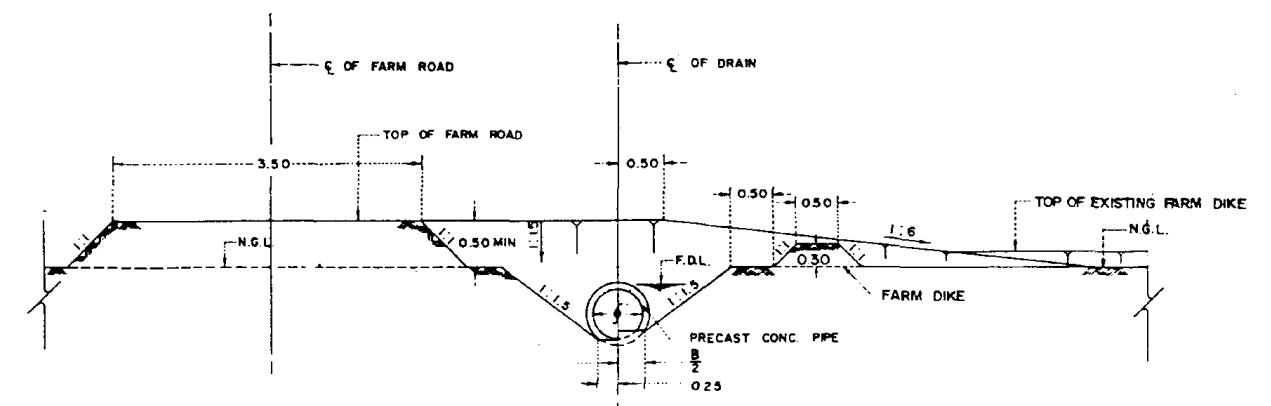 ℄ OF FARM ROAD
℄ OF DRAIN
TOP OF FARM ROAD
3.50
0.50
0.50
0.50
TOP OF EXISTING FARM DIKE
1:1
N.G.L.
1:1
0.50 MIN
1:1.5
1:6
N.G.L.
F.D.L.
1:1
0.30
1:1
1:1.5
1:1.5
FARM DIKE
PRECAST CONC. PIPE
B
2
0.25